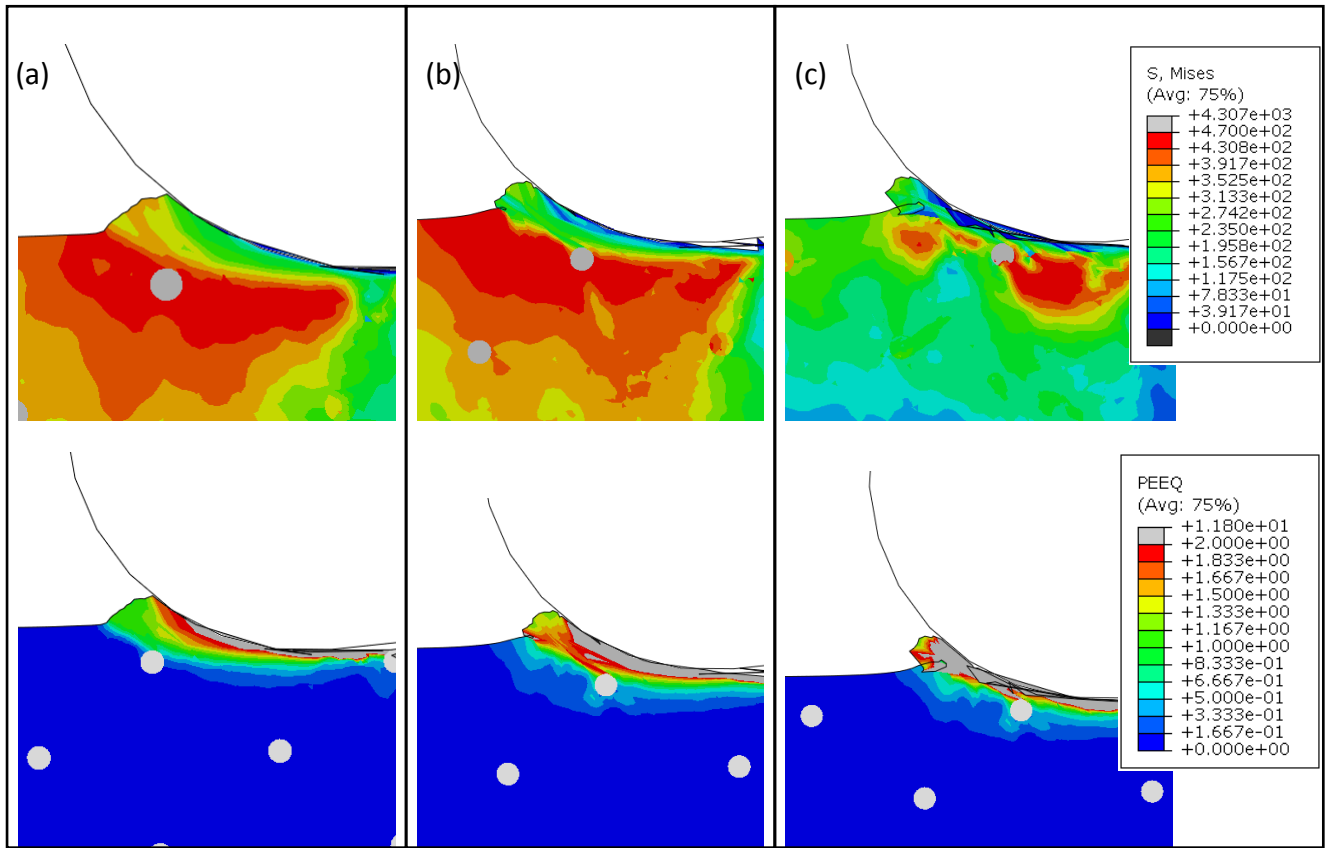 (a)
(b)
(c)
S, Mises
(Avg: 75%)
+4.307e+03
+4.700e+02
+4.308e+02
+3.917e+02
+3.525e+02
+3.133e+02
+2.742e+02
+2.350e+02
+1.958e+02
+1.567e+02
+1.175e+02
+7.833e+01
+3.917e+01
+0.000e+00
PEEQ
(Avg: 75%)
+1.180e+01
+2.000e+00
+1.833e+00
+1.667e+00
+1.500e+00
+1.333e+00
+1.167e+00
+1.000e+00
+8.333e-01
+6.667e-01
+5.000e-01
+3.333e-01
+1.667e-01
+0.000e+00